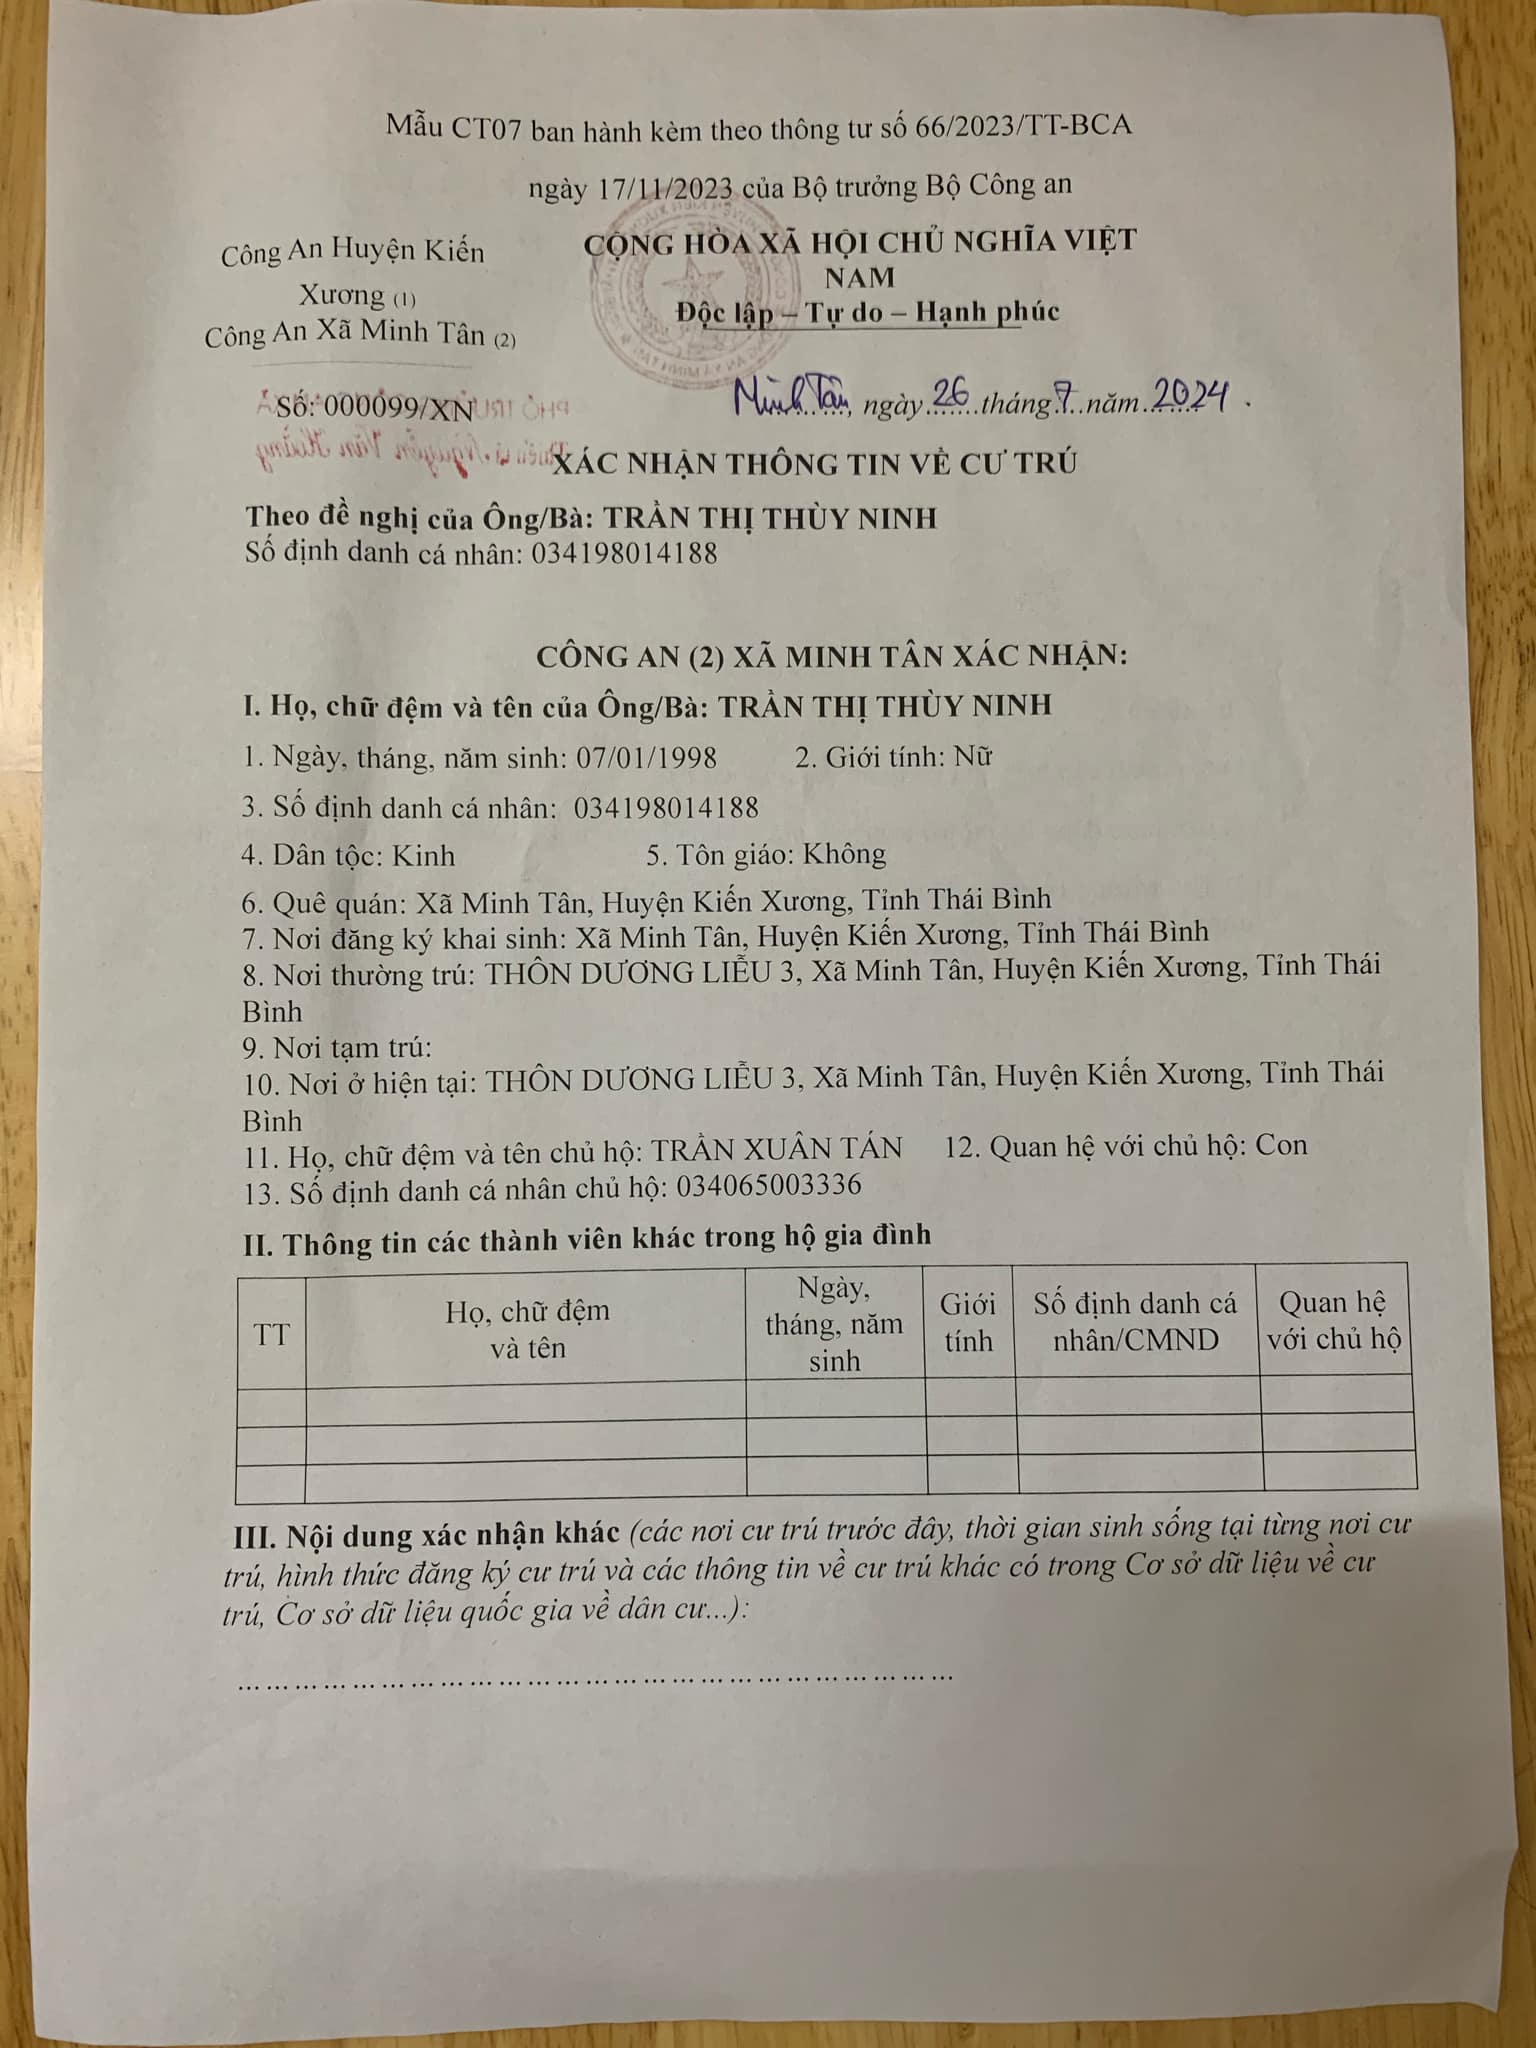 Mẫu CT07 ban hành kèm theo thông tư số 66/2023/TT-BCA
ngày 17/11/2023 của Bộ trưởng Bộ Công an
Công An Huyện Kiến
Xương (1)
Công An Xã Minh Tân (2)
CỘNG HÒA XÃ HỘI CHỦ NGHĨA VIỆT
NAM
Độc lập – Tự do – Hạnh phúc
Số: 000099/XN
Minh Tân, ngày 26 tháng 7 năm 2024.
XÁC NHẬN THÔNG TIN VỀ CƯ TRÚ
Theo đề nghị của Ông/Bà: TRẦN THỊ THÙY NINH
Số định danh cá nhân: 034198014188
CÔNG AN (2) XÃ MINH TÂN XÁC NHẬN:
I. Họ, chữ đệm và tên của Ông/Bà: TRẦN THỊ THÙY NINH
1. Ngày, tháng, năm sinh: 07/01/1998 2. Giới tính: Nữ
3. Số định danh cá nhân: 034198014188
4. Dân tộc: Kinh 5. Tôn giáo: Không
6. Quê quán: Xã Minh Tân, Huyện Kiến Xương, Tỉnh Thái Bình
7. Nơi đăng ký khai sinh: Xã Minh Tân, Huyện Kiến Xương, Tỉnh Thái Bình
8. Nơi thường trú: THÔN DƯƠNG LIỄU 3, Xã Minh Tân, Huyện Kiến Xương, Tỉnh Thái
Bình
9. Nơi tạm trú:
10. Nơi ở hiện tại: THÔN DƯƠNG LIỄU 3, Xã Minh Tân, Huyện Kiến Xương, Tỉnh Thái
Bình
11. Họ, chữ đệm và tên chủ hộ: TRẦN XUÂN TÁN 12. Quan hệ với chủ hộ: Con
13. Số định danh cá nhân chủ hộ: 034065003336
II. Thông tin các thành viên khác trong hộ gia đình
TT
Họ, chữ đệm
và tên
Ngày,
tháng, năm
sinh
Giới
tính
Số định danh cá
nhân/CMND
Quan hệ
với chủ hộ
III. Nội dung xác nhận khác (các nơi cư trú trước đây, thời gian sinh sống tại từng nơi cư
trú, hình thức đăng ký cư trú và các thông tin về cư trú khác có trong Cơ sở dữ liệu về cư
trú, Cơ sở dữ liệu quốc gia về dân cư...):